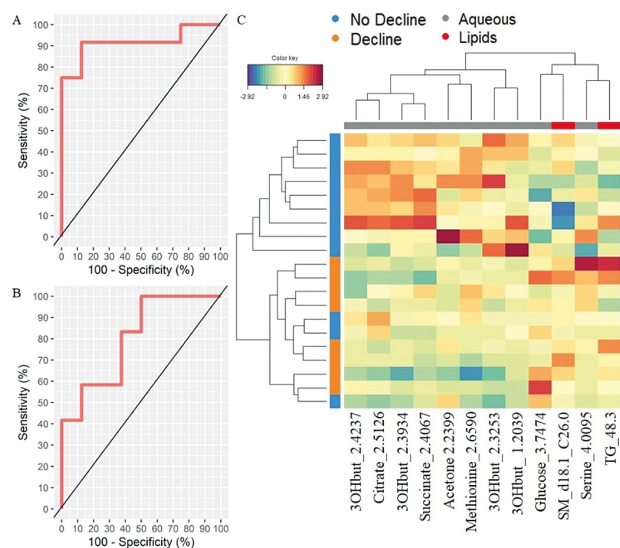 A
100
90
80
70
60
50
40
30
20
10
0
Sensitivity (%)
0 10 20 30 40 50 60 70 80 90 100
100 - Specificity (%)
B
100
90
80
70
60
50
40
30
20
10
0
Sensitivity (%)
0 10 20 30 40 50 60 70 80 90 100
100 - Specificity (%)
C
No Decline
Decline
Aqueous
Lipids
Color key
-2.92 0 1.46 2.92
3OHbut_2.4237
Citrate_2.5126
3OHbut_2.3934
Succinate_2.4067
Acetone 2.2399
Methionine_2.6590
3OHbut_2.3253
3OHbut_ 1.2039
Glucose_3.7474
SM_d18.1_C26.0
Serine_4.0095
TG_48.3